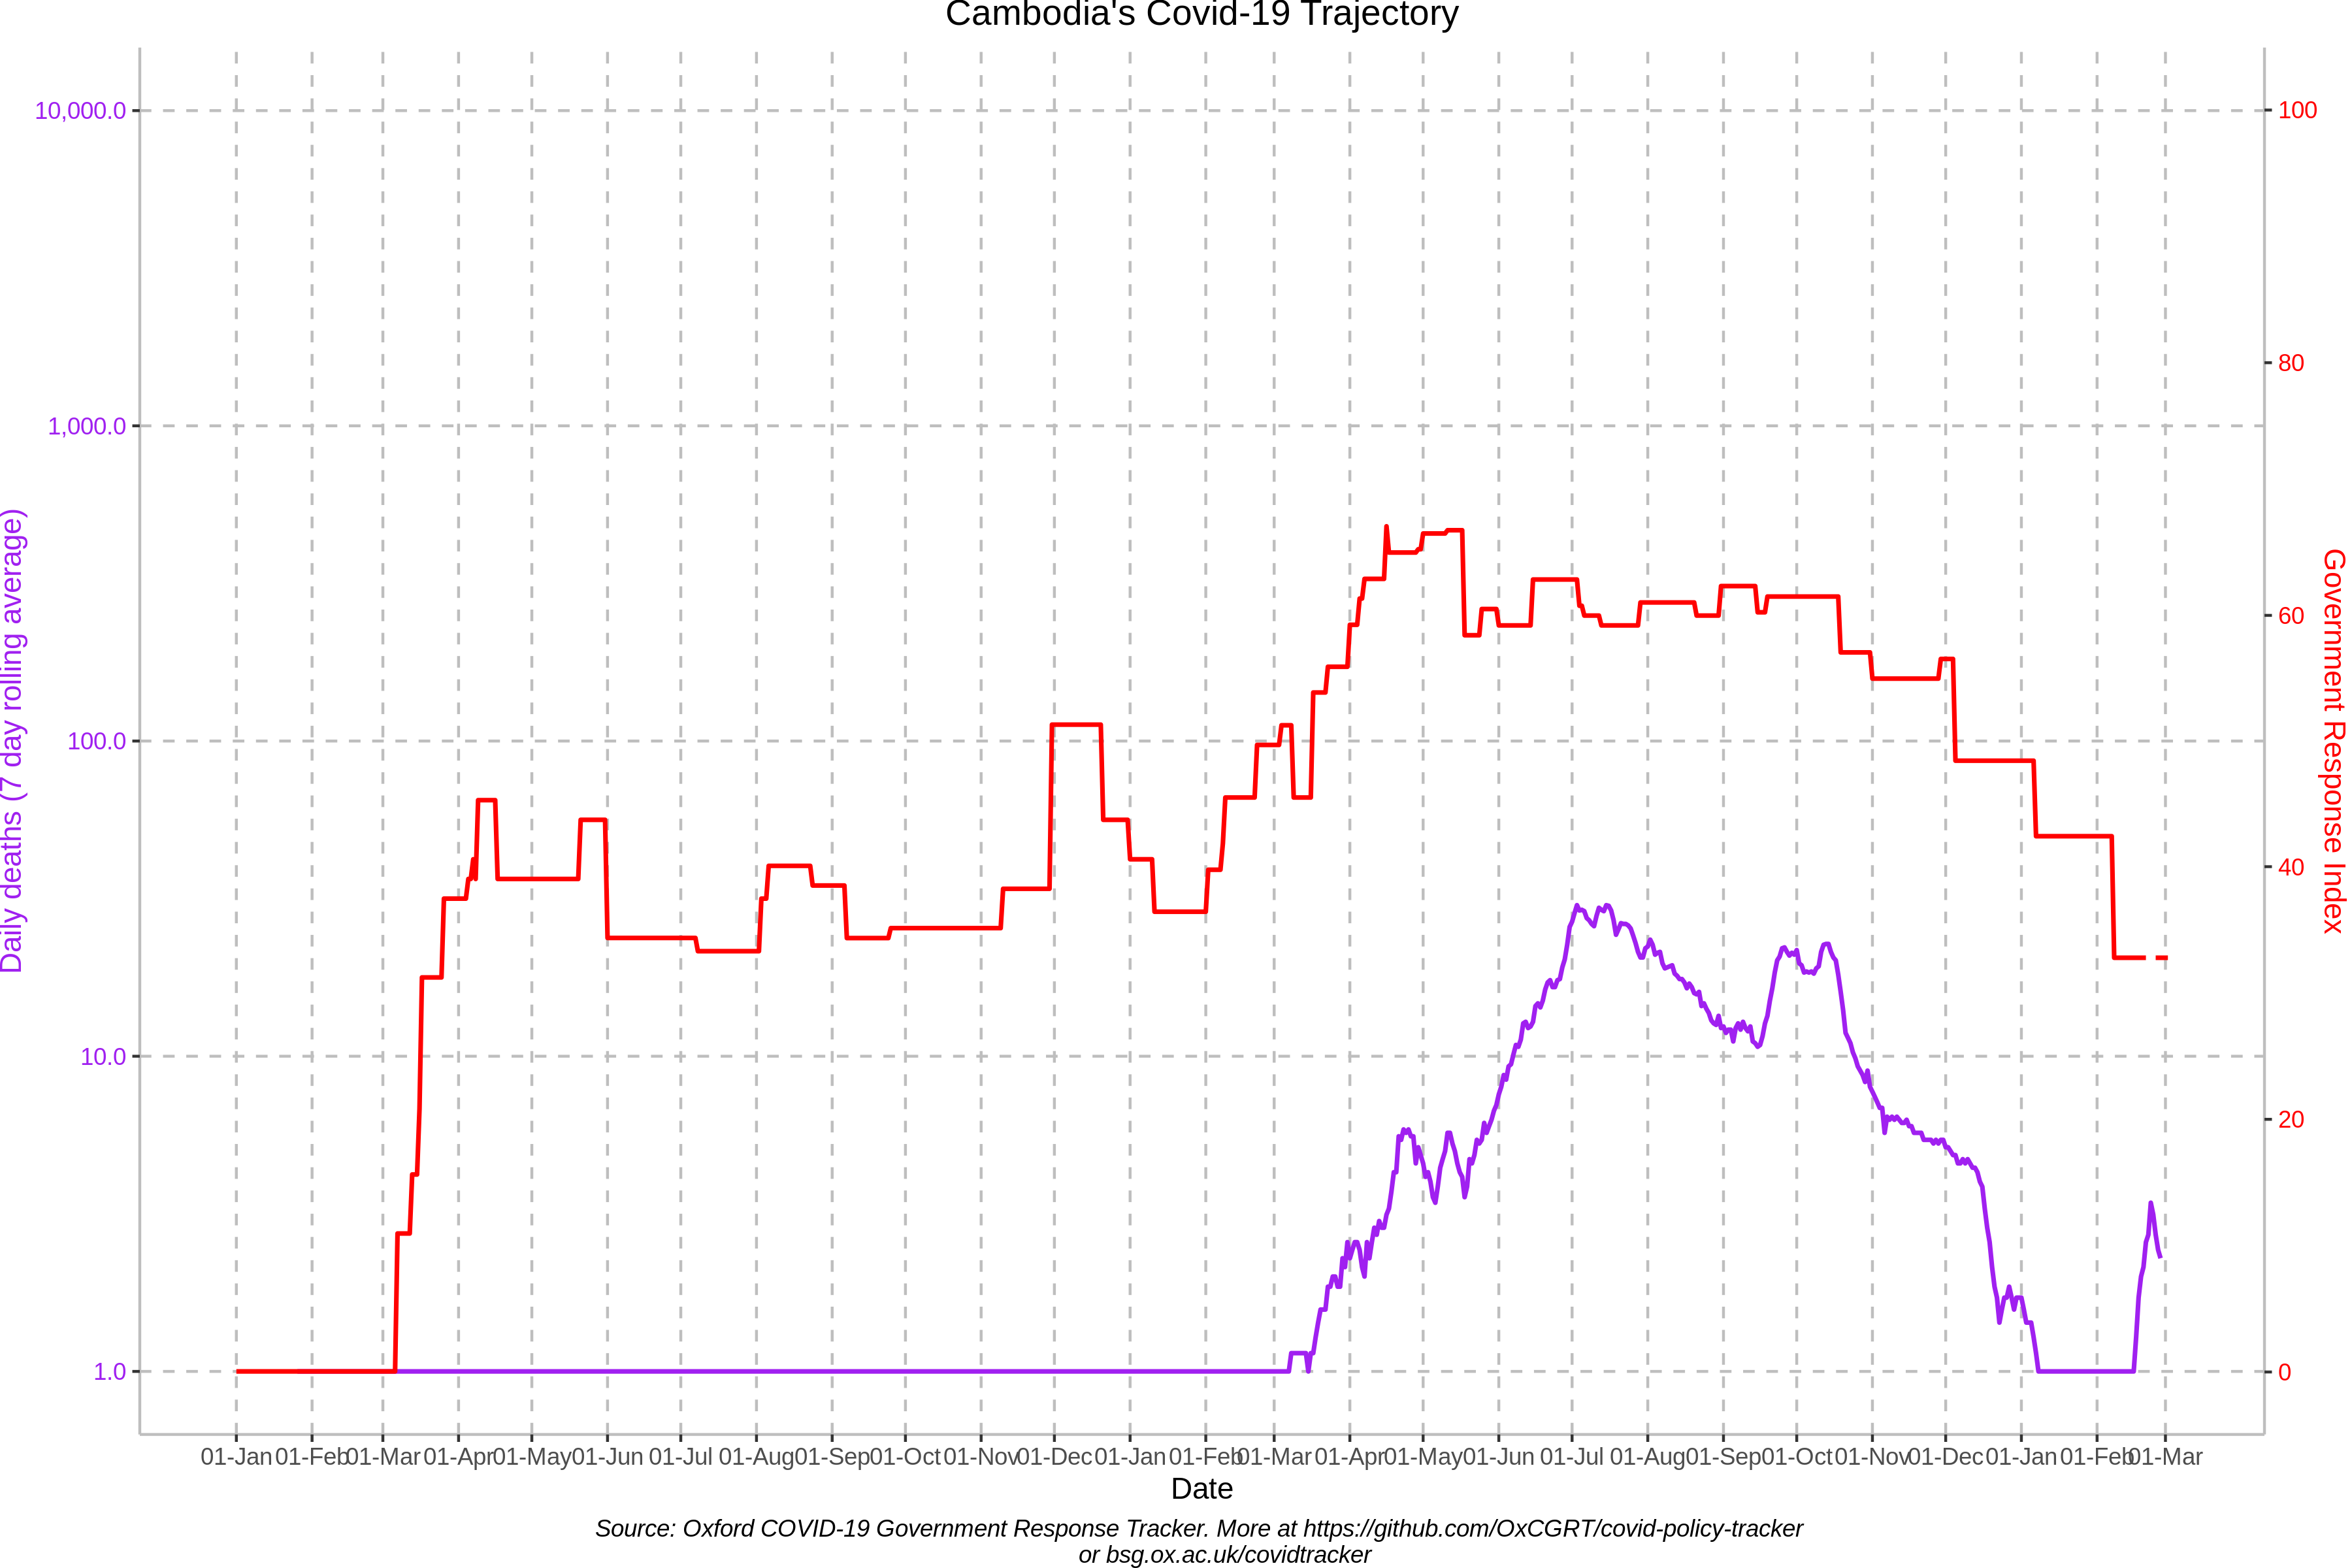 Cambodia's Covid-19 Trajectory
10,000.0
1,000.0
100.0
10.0
1.0
Daily deaths (7 day rolling average)
100
80
60
40
20
0
Government Response Index
01-Jan 01-Feb 01-Mar 01-Apr 01-May 01-Jun 01-Jul 01-Aug 01-Sep 01-Oct 01-Nov 01-Dec 01-Jan 01-Feb 01-Mar 01-Apr 01-May 01-Jun 01-Jul 01-Aug 01-Sep 01-Oct 01-Nov 01-Dec 01-Jan 01-Feb 01-Mar
Date
Source: Oxford COVID-19 Government Response Tracker. More at https://github.com/OxCGRT/covid-policy-tracker
or bsg.ox.ac.uk/covidtracker